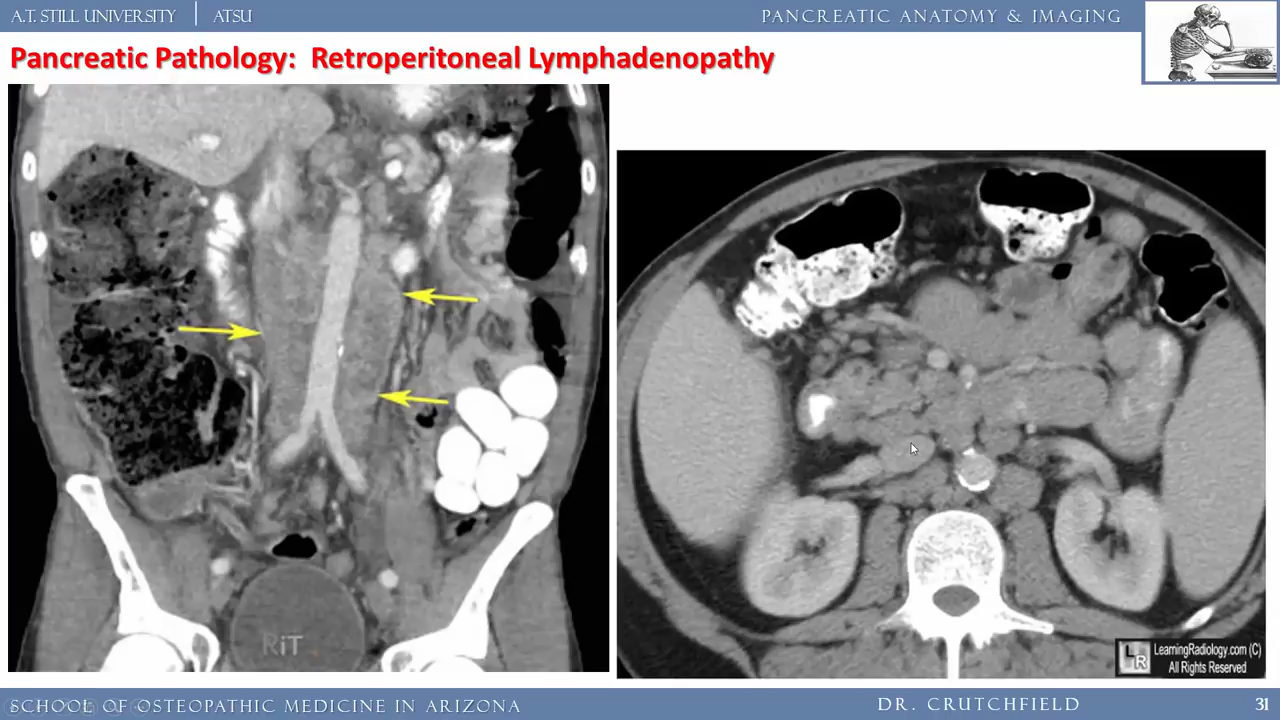 A.T. STILL UNIVERSITY | ATSU
PANCREATIC ANATOMY & IMAGING
Pancreatic Pathology: Retroperitoneal Lymphadenopathy
RiT
LR
LearningRadiology.com (C)
All Rights Reserved
SCHOOL OF OSTEOPATHIC MEDICINE IN ARIZONA
DR. CRUTCHFIELD
31